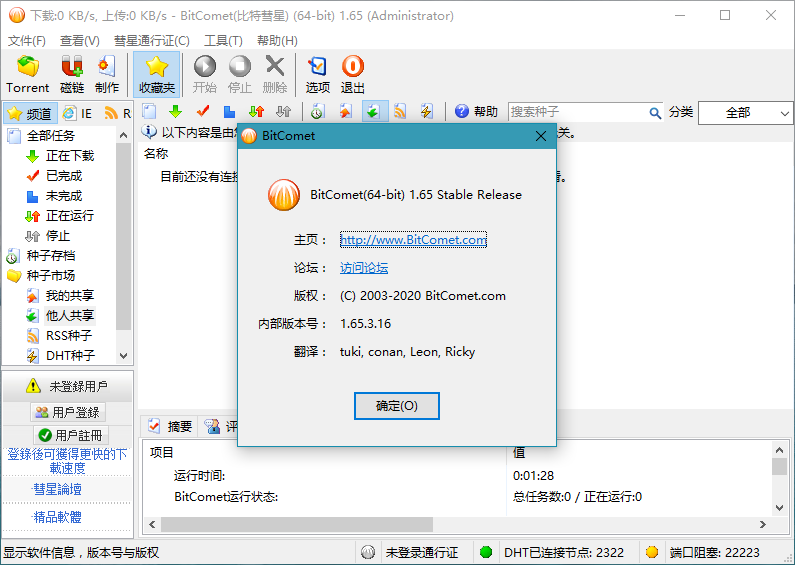 下载:0 KB/s, 上传:0 KB/s - BitComet(比特彗星) (64-bit) 1.65 (Administrator)
文件(F) 查看(V) 彗星通行证(C) 工具(T) 帮助(H)
Torrent 磁链 制作 收藏夹 开始 停止 删除 选项 退出
频道 IE R 帮助 搜索种子 分类 全部
全部任务
正在下载
已完成
未完成
正在运行
停止
种子存档
种子市场
我的共享
他人共享
RSS种子
DHT种子
以下内容是由您 关。
名称
目前还没有连接 看。
BitComet
BitComet(64-bit) 1.65 Stable Release
主页： http://www.BitComet.com
论坛： 访问论坛
版权： (C) 2003-2020 BitComet.com
内部版本号： 1.65.3.16
翻译： tuki, conan, Leon, Ricky
确定(O)
未登錄用戶
用戶登錄
用戶註冊
登錄後可獲得更快的下
載速度
·彗星論壇
·精品軟體
摘要 评
项目 值
运行时间: 0:01:28
BitComet运行状态: 总任务数:0 / 正在运行:0
显示软件信息，版本号与版权 未登录通行证 DHT已连接节点: 2322 端口阻塞: 22223